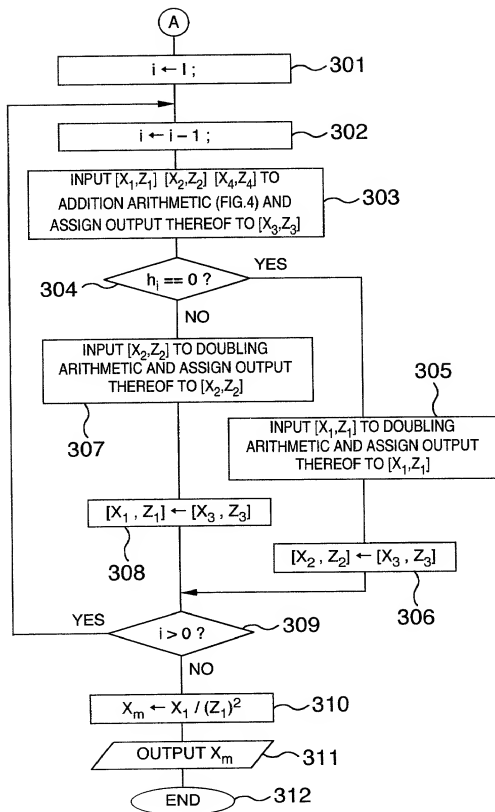 A
i ← I ;
301
i ← i – 1 ;
302
INPUT [X₁,Z₁] [X₂,Z₂] [X₄,Z₄] TO
ADDITION ARITHMETIC (FIG.4) AND
ASSIGN OUTPUT THEREOF TO [X₃,Z₃]
303
hᵢ == 0 ?
304
YES
NO
INPUT [X₂,Z₂] TO DOUBLING
ARITHMETIC AND ASSIGN OUTPUT
THEREOF TO [X₂,Z₂]
307
305
INPUT [X₁,Z₁] TO DOUBLING
ARITHMETIC AND ASSIGN OUTPUT
THEREOF TO [X₁,Z₁]
[X₁ , Z₁] ← [X₃ , Z₃]
308
[X₂ , Z₂] ← [X₃ , Z₃]
306
YES
i > 0 ?
309
NO
Xₘ ← X₁ / (Z₁)²
310
OUTPUT Xₘ
311
END
312